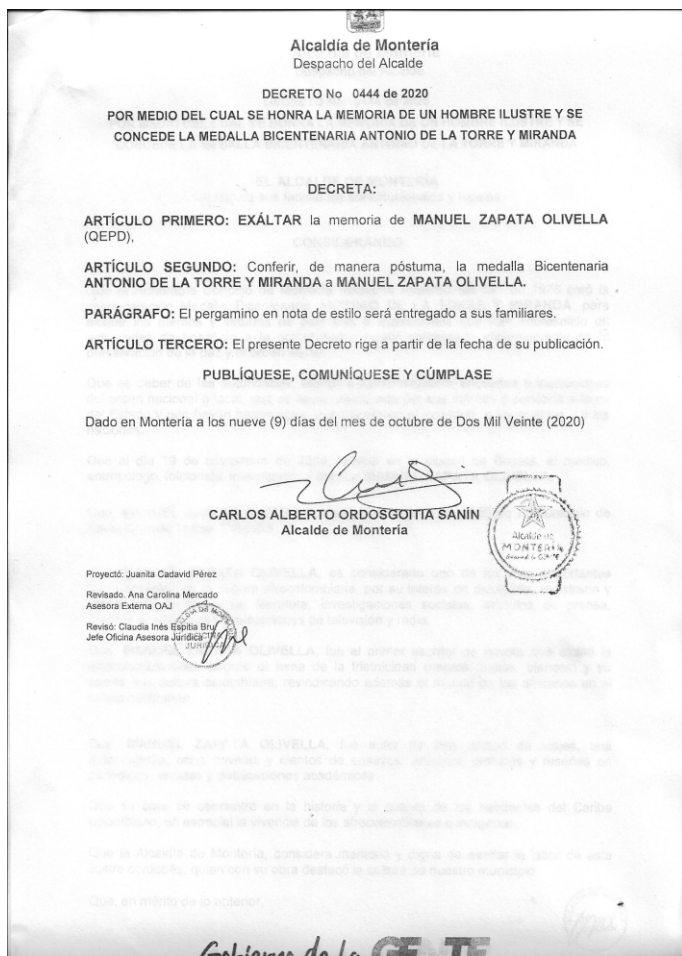 Alcaldía de Montería
Despacho del Alcalde
DECRETO No 0444 de 2020
POR MEDIO DEL CUAL SE HONRA LA MEMORIA DE UN HOMBRE ILUSTRE Y SE
CONCEDE LA MEDALLA BICENTENARIA ANTONIO DE LA TORRE Y MIRANDA
DECRETA:
ARTÍCULO PRIMERO: EXÁLTAR la memoria de MANUEL ZAPATA OLIVELLA
(QEPD),
ARTÍCULO SEGUNDO: Conferir, de manera póstuma, la medalla Bicentenaria
ANTONIO DE LA TORRE Y MIRANDA a MANUEL ZAPATA OLIVELLA.
PARÁGRAFO: El pergamino en nota de estilo será entregado a sus familiares.
ARTÍCULO TERCERO: El presente Decreto rige a partir de la fecha de su publicación.
PUBLÍQUESE, COMUNÍQUESE Y CÚMPLASE
Dado en Montería a los nueve (9) días del mes de octubre de Dos Mil Veinte (2020)
CARLOS ALBERTO ORDOSGOITIA SANÍN
Alcalde de Montería
Alcalde de
MONTERÍA
Proyectó: Juanita Cadavid Pérez
Revisado. Ana Carolina Mercado
Asesora Externa OAJ
Revisó: Claudia Inés Espitia Bru
Jefe Oficina Asesora Jurídica
JURÍDICA
Gobierno de la GENTE